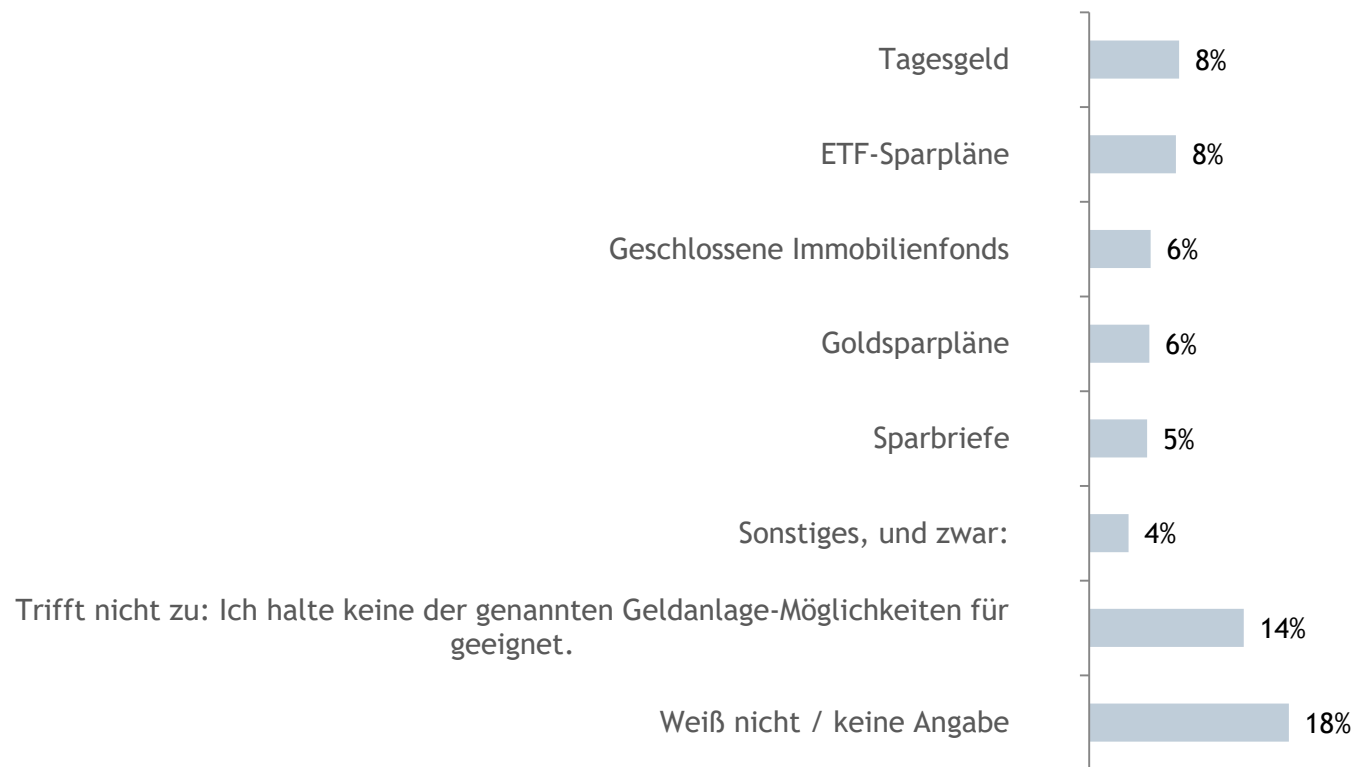 Tagesgeld 8%
ETF-Sparpläne 8%
Geschlossene Immobilienfonds 6%
Goldsparpläne 6%
Sparbriefe 5%
Sonstiges, und zwar: 4%
Trifft nicht zu: Ich halte keine der genannten Geldanlage-Möglichkeiten für
geeignet. 14%
Weiß nicht / keine Angabe 18%